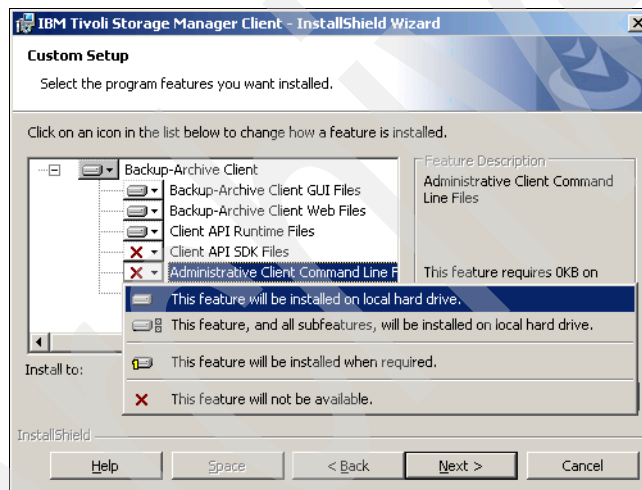 IBM Tivoli Storage Manager Client - InstallShield Wizard
Custom Setup
Select the program features you want installed.
Click on an icon in the list below to change how a feature is installed.
Backup-Archive Client
Backup-Archive Client GUI Files
Backup-Archive Client Web Files
Client API Runtime Files
Client API SDK Files
Administrative Client Command Line F
Feature Description
Administrative Client Command
Line Files
This feature requires 0KB on
This feature will be installed on local hard drive.
This feature, and all subfeatures, will be installed on local hard drive.
This feature will be installed when required.
This feature will not be available.
Install to:
InstallShield
Help
Space
< Back
Next >
Cancel